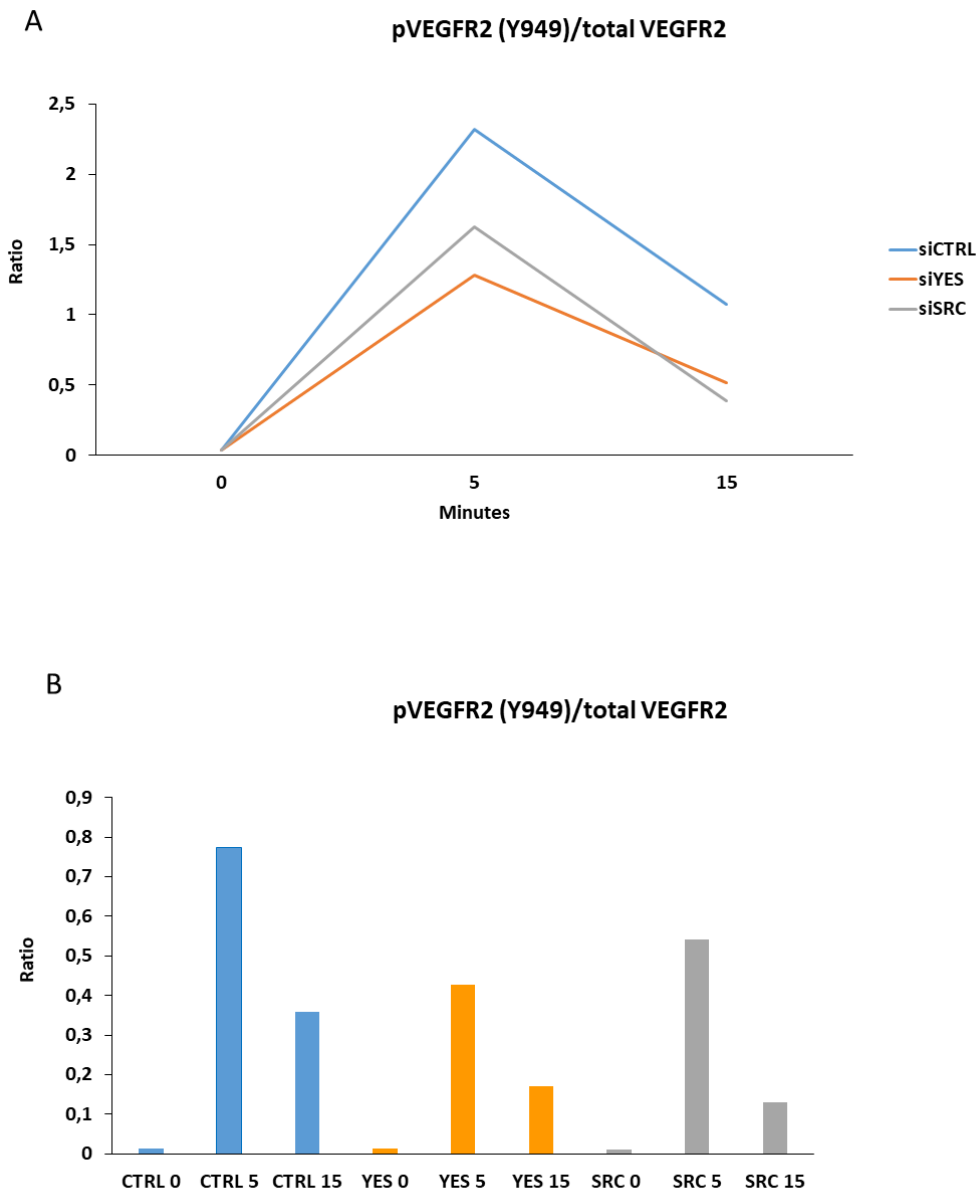 A
pVEGFR2 (Y949)/total VEGFR2
2,5
2
1,5
1
0,5
0
Ratio
0 5 15
Minutes
siCTRL
siYES
siSRC
B
pVEGFR2 (Y949)/total VEGFR2
0,9
0,8
0,7
0,6
0,5
0,4
0,3
0,2
0,1
0
Ratio
CTRL 0 CTRL 5 CTRL 15 YES 0 YES 5 YES 15 SRC 0 SRC 5 SRC 15